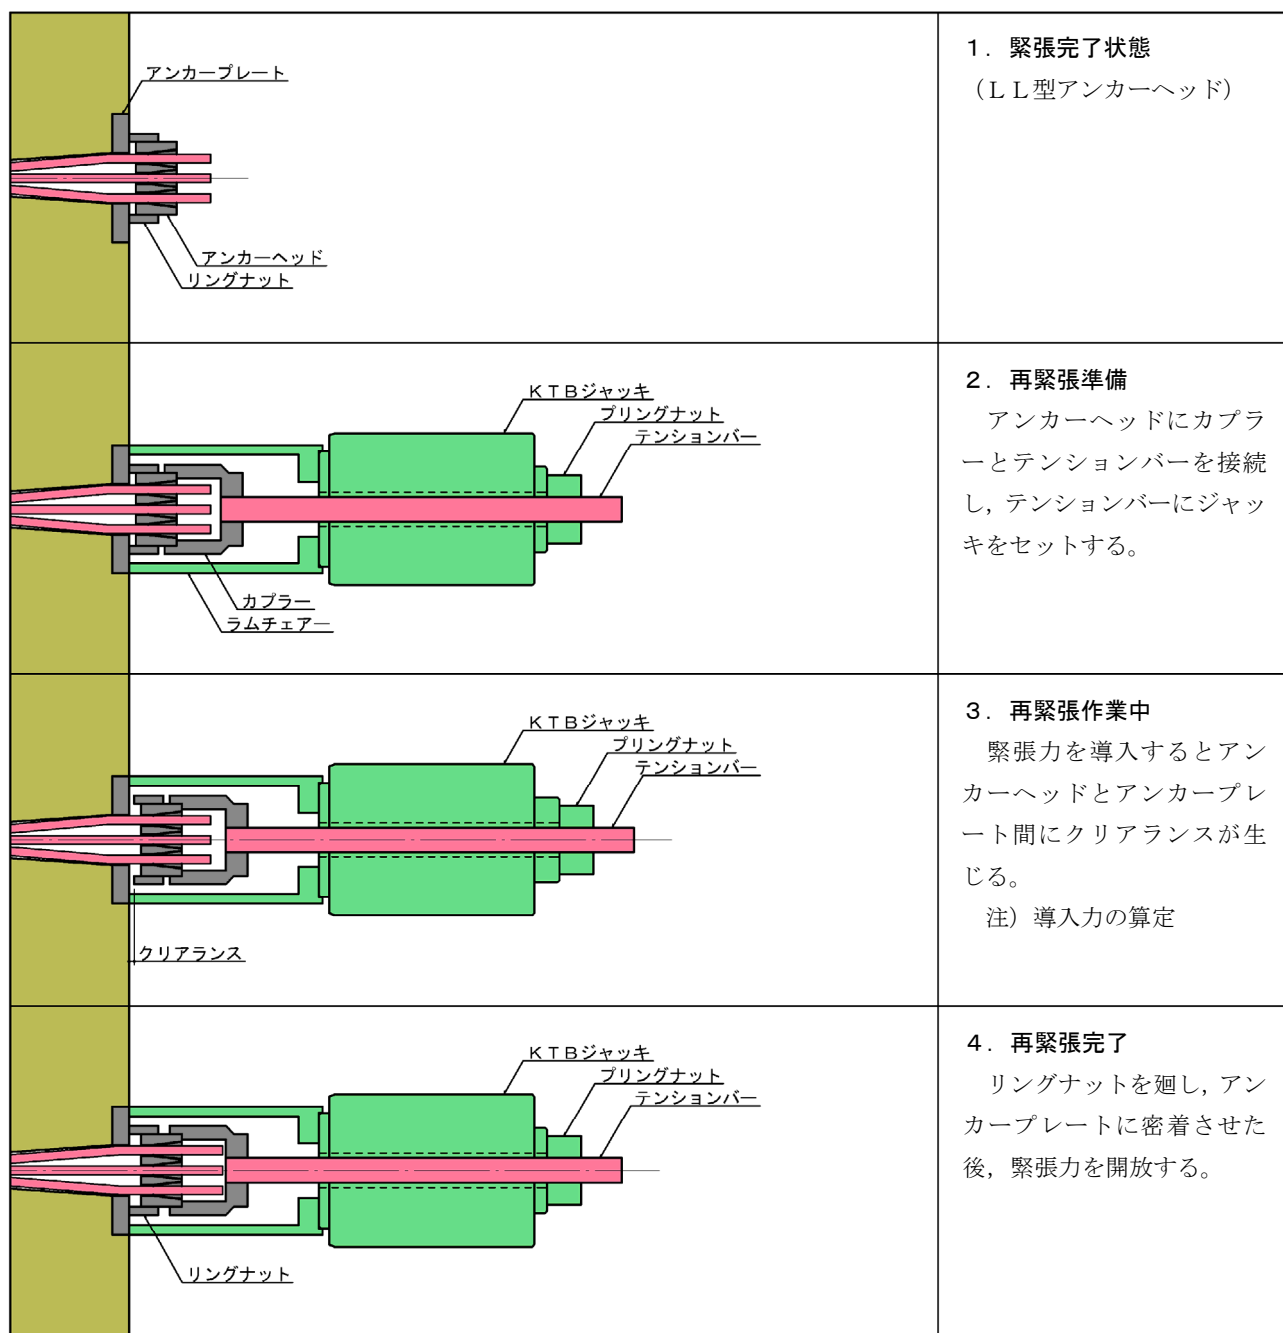 アンカープレート
アンカーヘッド
リングナット
1．緊張完了状態
（ＬＬ型アンカーヘッド）
ＫＴＢジャッキ
プリングナット
テンションバー
カプラー
ラムチェアー
2．再緊張準備
アンカーヘッドにカプラ
ーとテンションバーを接続
し，テンションバーにジャッ
キをセットする。
ＫＴＢジャッキ
プリングナット
テンションバー
クリアランス
3．再緊張作業中
緊張力を導入するとアン
カーヘッドとアンカープレ
ート間にクリアランスが生
じる。
注）導入力の算定
ＫＴＢジャッキ
プリングナット
テンションバー
リングナット
4．再緊張完了
リングナットを廻し，アン
カープレートに密着させた
後，緊張力を開放する。